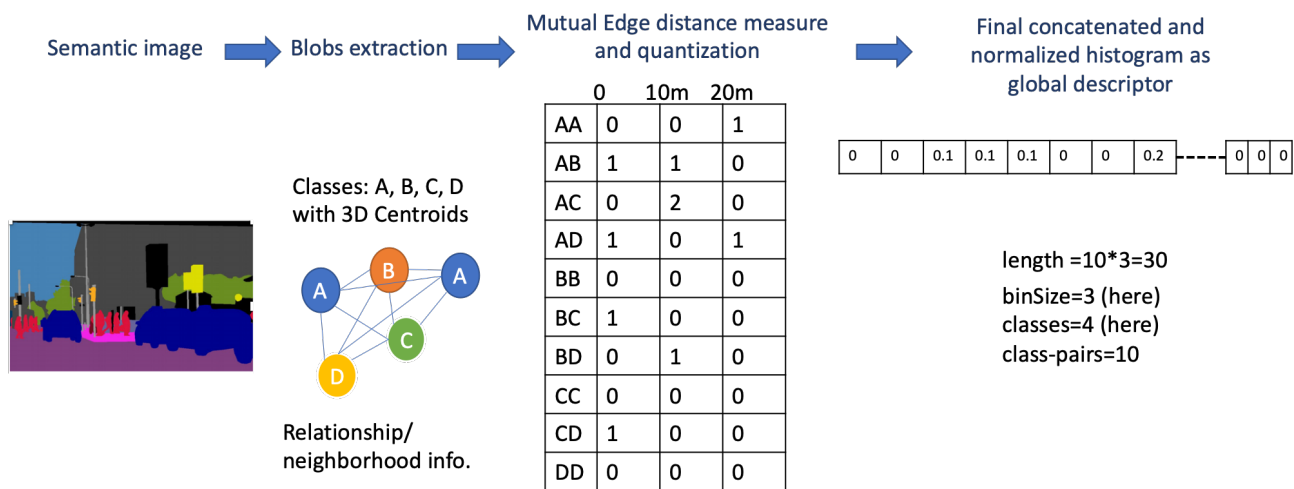 Semantic image
Blobs extraction
Mutual Edge distance measure
and quantization
Final concatenated and
normalized histogram as
global descriptor
Classes: A, B, C, D
with 3D Centroids
A
B
A
C
D
Relationship/
neighborhood info.
0 10m 20m
AA 0 0 1
AB 1 1 0
AC 0 2 0
AD 1 0 1
BB 0 0 0
BC 1 0 0
BD 0 1 0
CC 0 0 0
CD 1 0 0
DD 0 0 0
0 0 0.1 0.1 0.1 0 0 0.2 0 0 0
length =10*3=30
binSize=3 (here)
classes=4 (here)
class-pairs=10